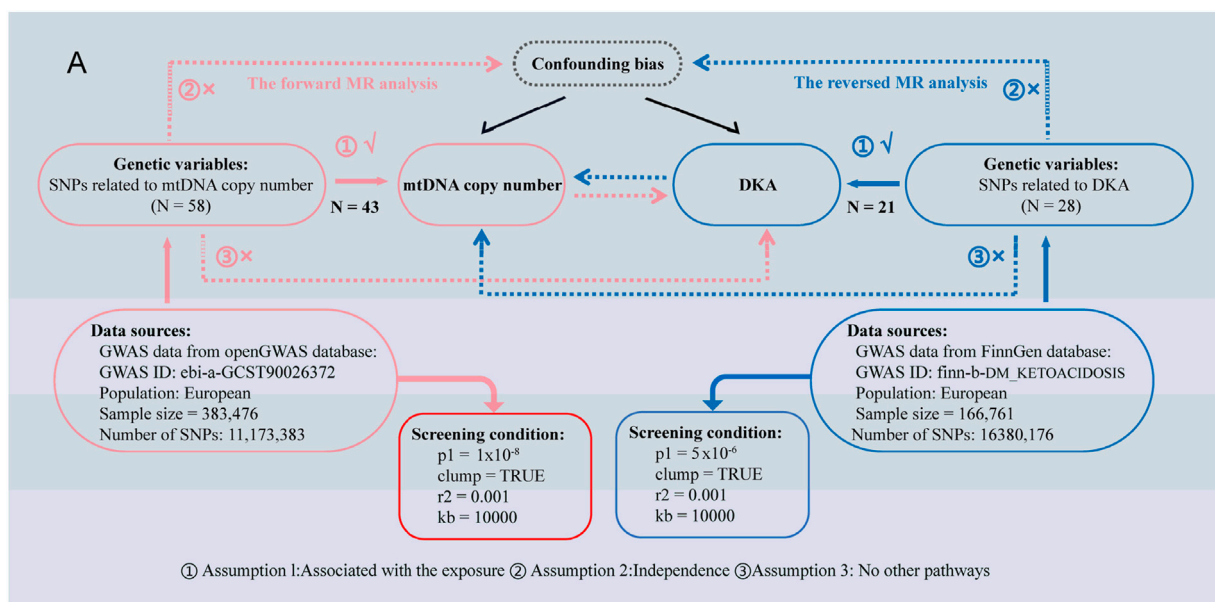 A
Confounding bias
The forward MR analysis
The reversed MR analysis
②×
②×
① √
① √
Genetic variables:
SNPs related to mtDNA copy number
(N = 58)
N = 43
mtDNA copy number
DKA
N = 21
Genetic variables:
SNPs related to DKA
(N = 28)
③×
③×
Data sources:
GWAS data from openGWAS database:
GWAS ID: ebi-a-GCST90026372
Population: European
Sample size = 383,476
Number of SNPs: 11,173,383
Data sources:
GWAS data from FinnGen database:
GWAS ID: finn-b-DM_KETOACIDOSIS
Population: European
Sample size = 166,761
Number of SNPs: 16380,176
Screening condition:
p1 = 1x10⁻⁸
clump = TRUE
r2 = 0.001
kb = 10000
Screening condition:
p1 = 5x10⁻⁶
clump = TRUE
r2 = 0.001
kb = 10000
① Assumption 1:Associated with the exposure ② Assumption 2:Independence ③Assumption 3: No other pathways